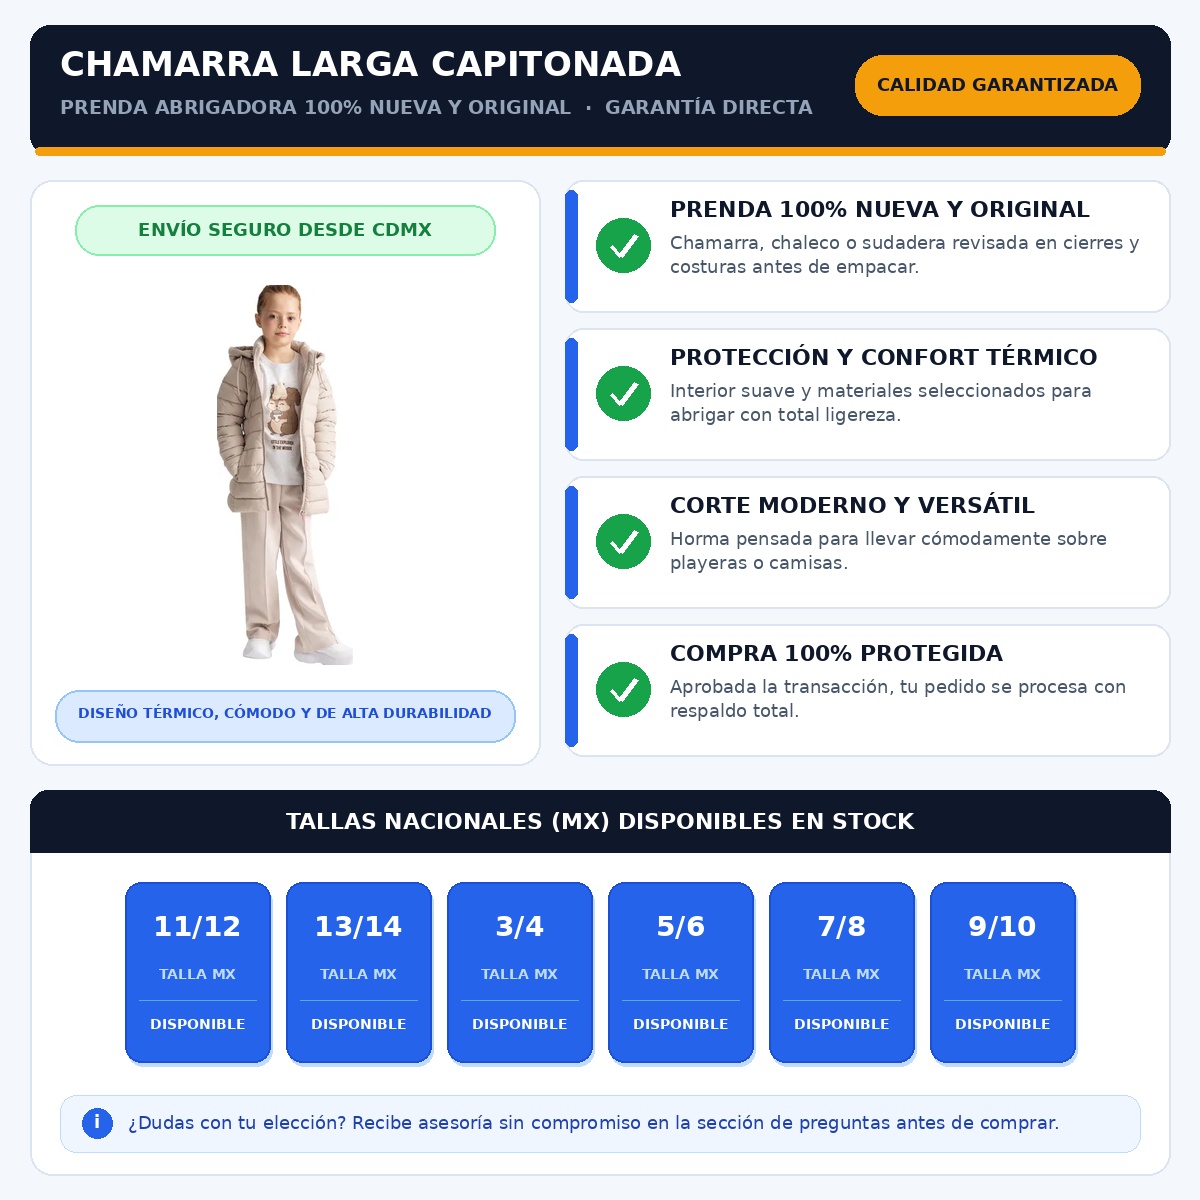 CHAMARRA LARGA CAPITONADA
PRENDA ABRIGADORA 100% NUEVA Y ORIGINAL · GARANTÍA DIRECTA
CALIDAD GARANTIZADA
ENVÍO SEGURO DESDE CDMX
DISEÑO TÉRMICO, CÓMODO Y DE ALTA DURABILIDAD
PRENDA 100% NUEVA Y ORIGINAL
Chamarra, chaleco o sudadera revisada en cierres y
costuras antes de empacar.
PROTECCIÓN Y CONFORT TÉRMICO
Interior suave y materiales seleccionados para
abrigar con total ligereza.
CORTE MODERNO Y VERSÁTIL
Horma pensada para llevar cómodamente sobre
playeras o camisas.
COMPRA 100% PROTEGIDA
Aprobada la transacción, tu pedido se procesa con
respaldo total.
TALLAS NACIONALES (MX) DISPONIBLES EN STOCK
11/12
TALLA MX
DISPONIBLE
13/14
TALLA MX
DISPONIBLE
3/4
TALLA MX
DISPONIBLE
5/6
TALLA MX
DISPONIBLE
7/8
TALLA MX
DISPONIBLE
9/10
TALLA MX
DISPONIBLE
i
¿Dudas con tu elección? Recibe asesoría sin compromiso en la sección de preguntas antes de comprar.